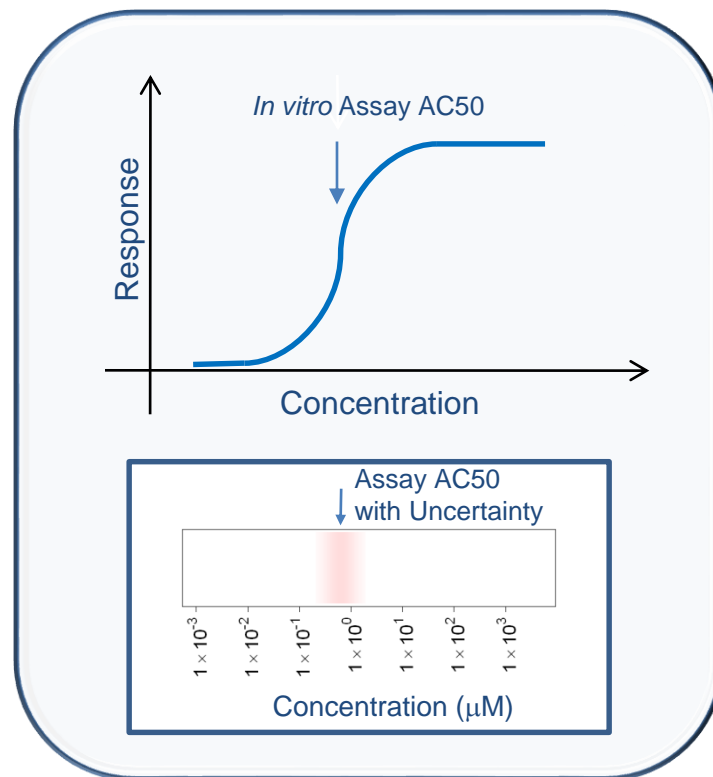 In vitro Assay AC50
Response
Concentration
Assay AC50
with Uncertainty
1 × 10⁻³
1 × 10⁻²
1 × 10⁻¹
1 × 10⁰
1 × 10¹
1 × 10²
1 × 10³
Concentration (μM)